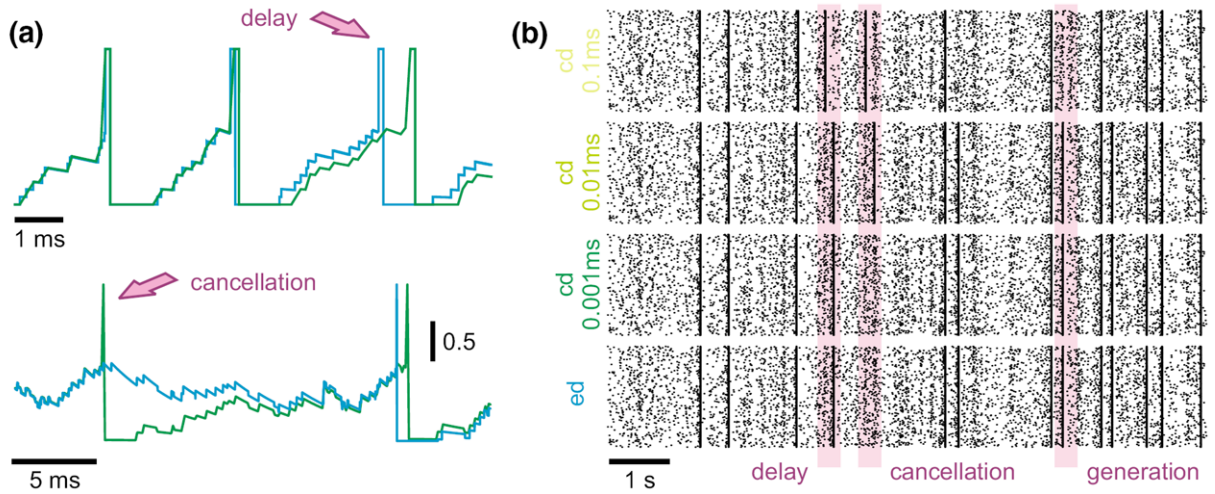 (a)
delay
1 ms
cancellation
0.5
5 ms
(b)
cd
0.1ms
cd
0.01ms
cd
0.001ms
ed
1 s
delay
cancellation
generation